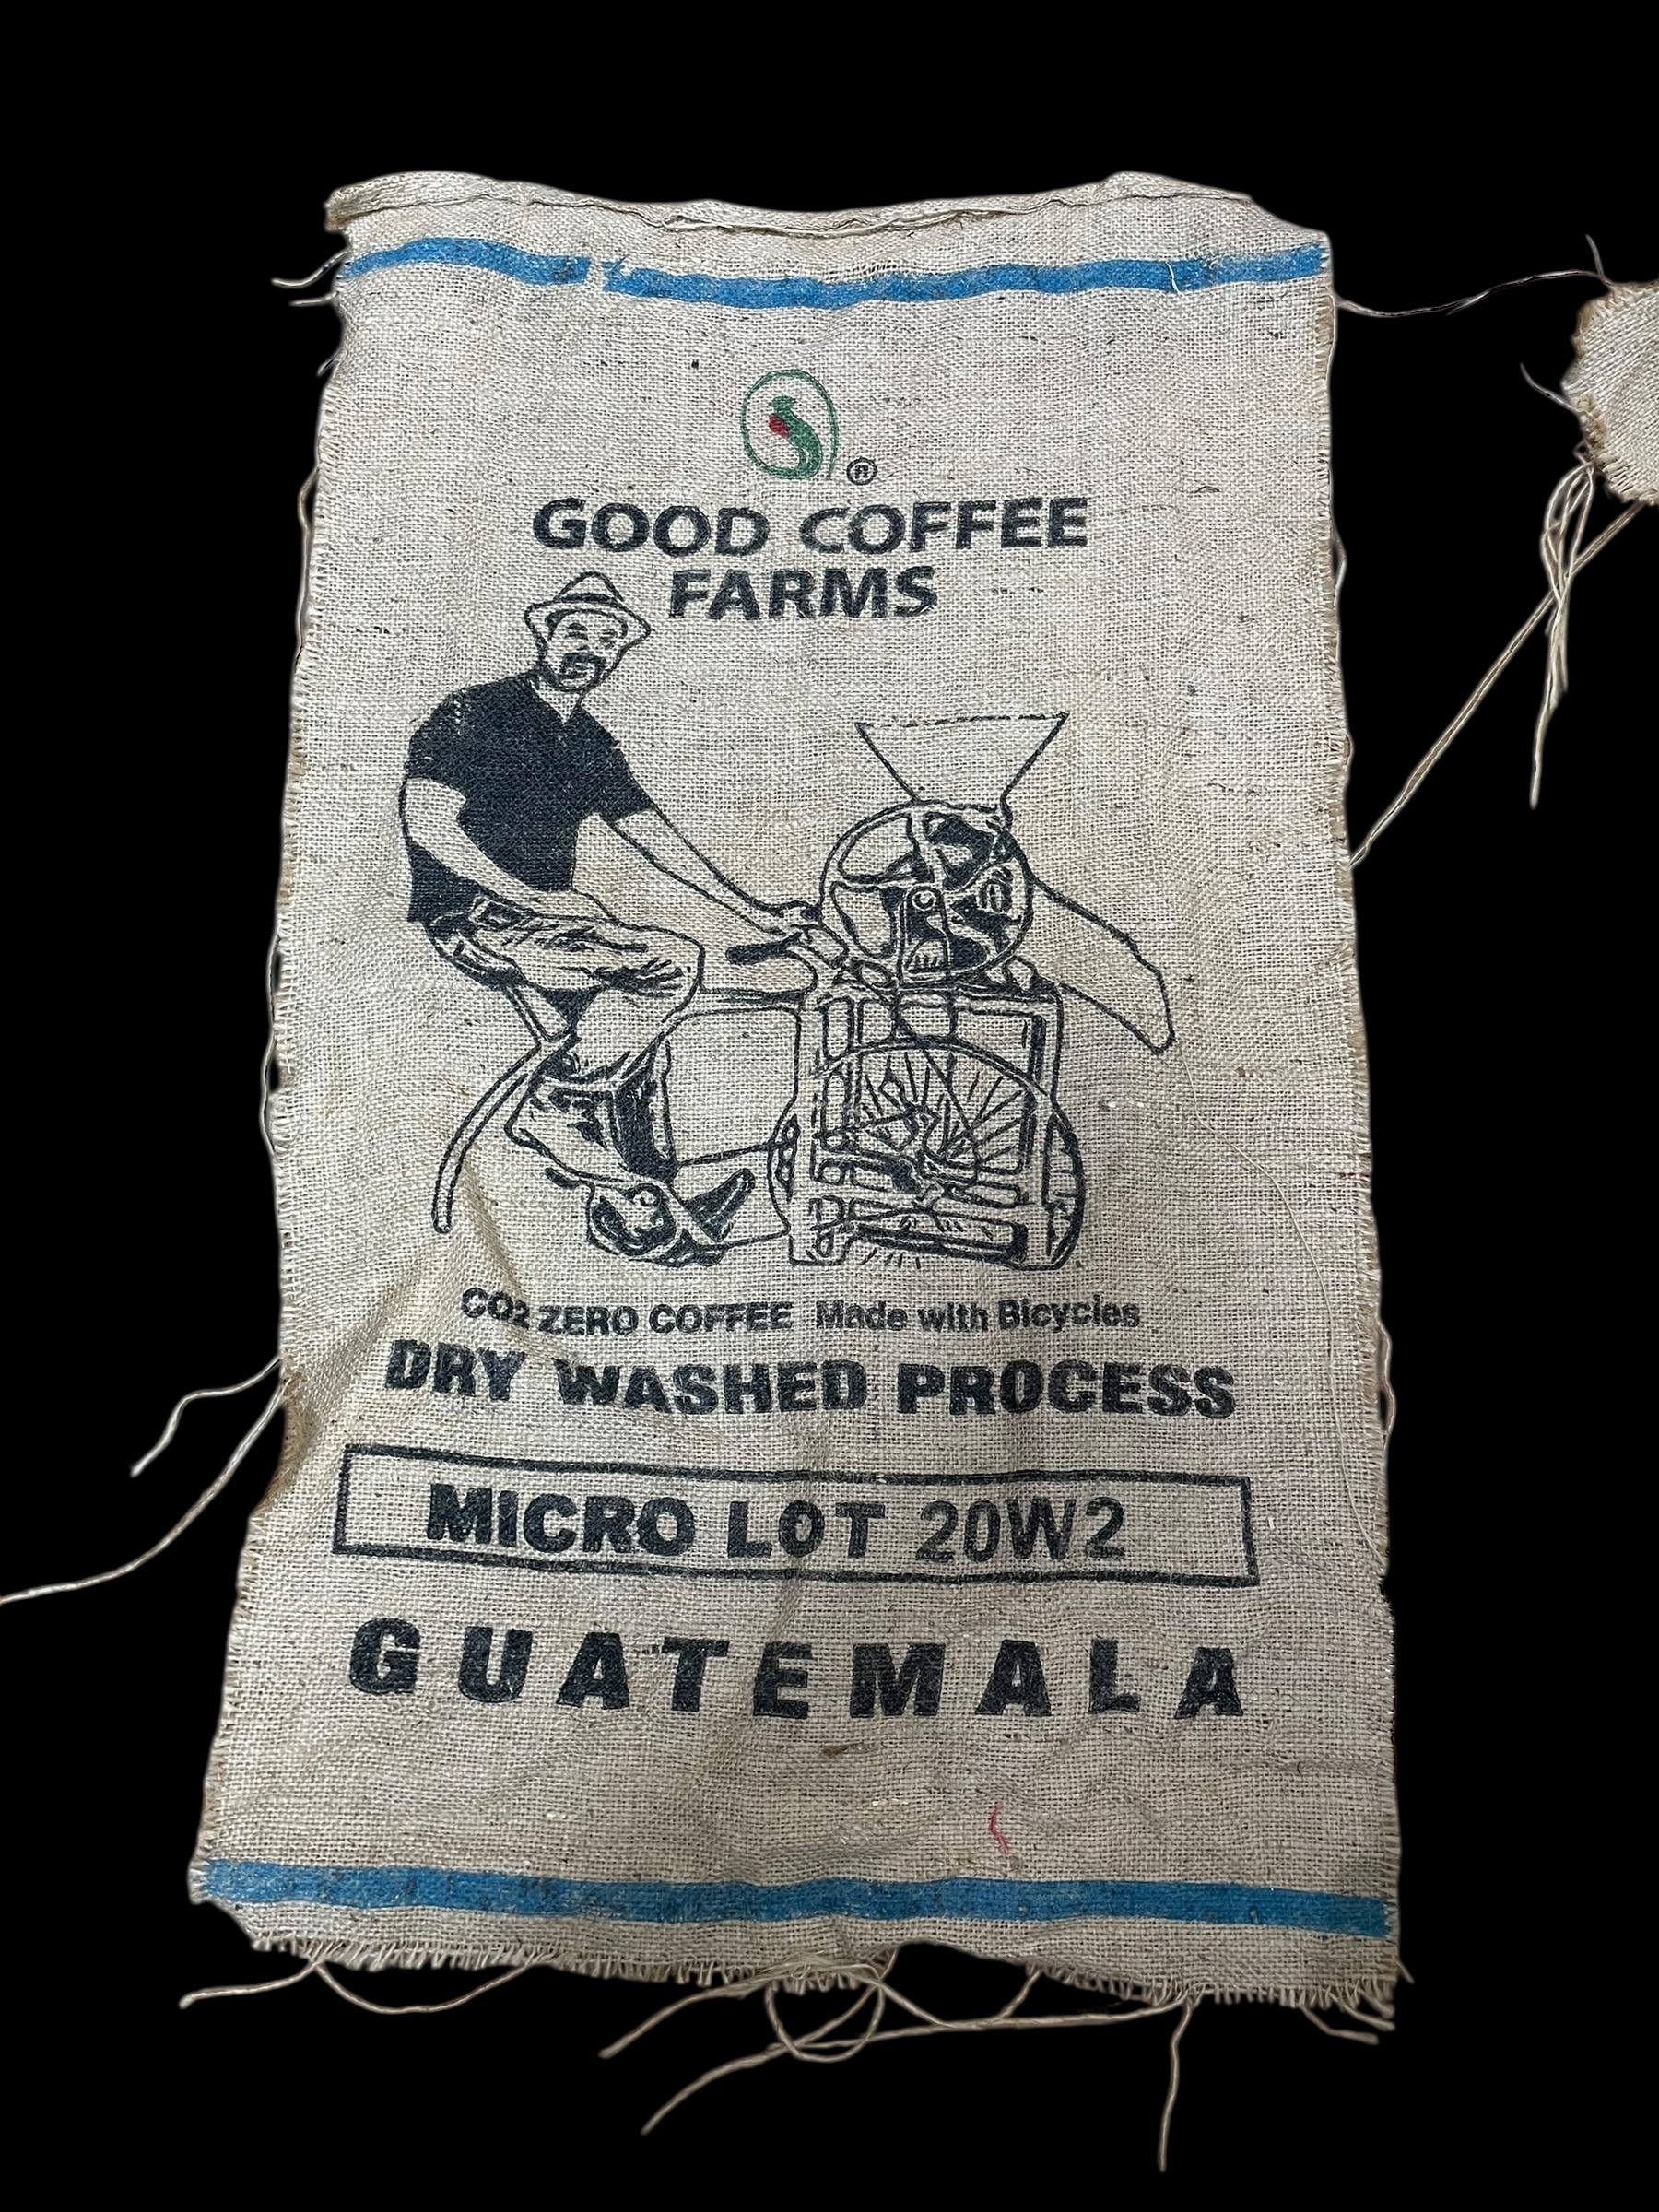 ®
GOOD COFFEE
FARMS
CO2 ZERO COFFEE Made with Bicycles
DRY WASHED PROCESS
MICRO LOT 20W2
GUATEMALA